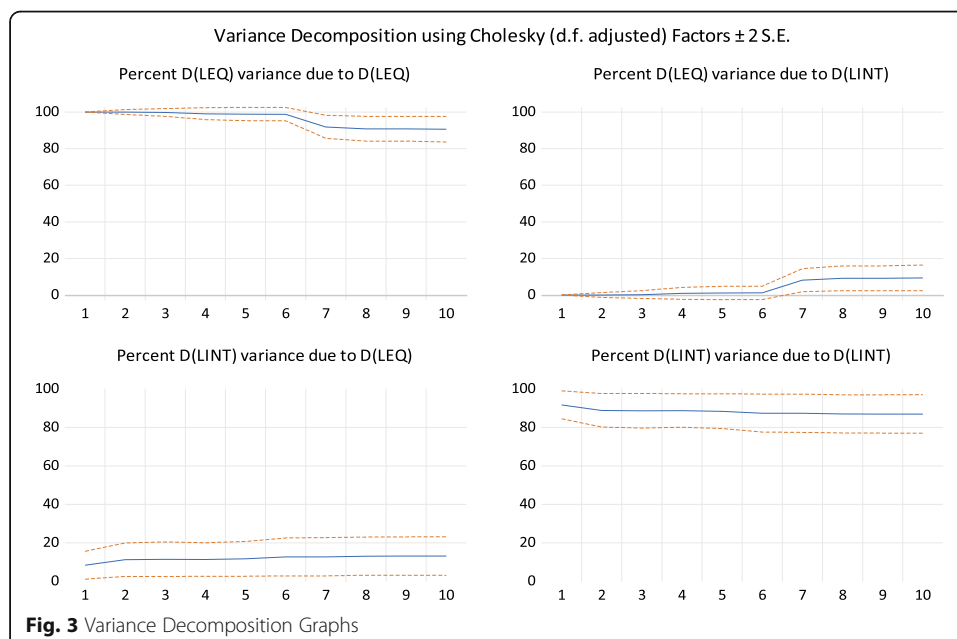 Variance Decomposition using Cholesky (d.f. adjusted) Factors ± 2 S.E.
Percent D(LEQ) variance due to D(LEQ)
100
80
60
40
20
0
1 2 3 4 5 6 7 8 9 10
Percent D(LEQ) variance due to D(LINT)
100
80
60
40
20
0
1 2 3 4 5 6 7 8 9 10
Percent D(LINT) variance due to D(LEQ)
100
80
60
40
20
0
1 2 3 4 5 6 7 8 9 10
Percent D(LINT) variance due to D(LINT)
100
80
60
40
20
0
1 2 3 4 5 6 7 8 9 10
Fig. 3 Variance Decomposition Graphs